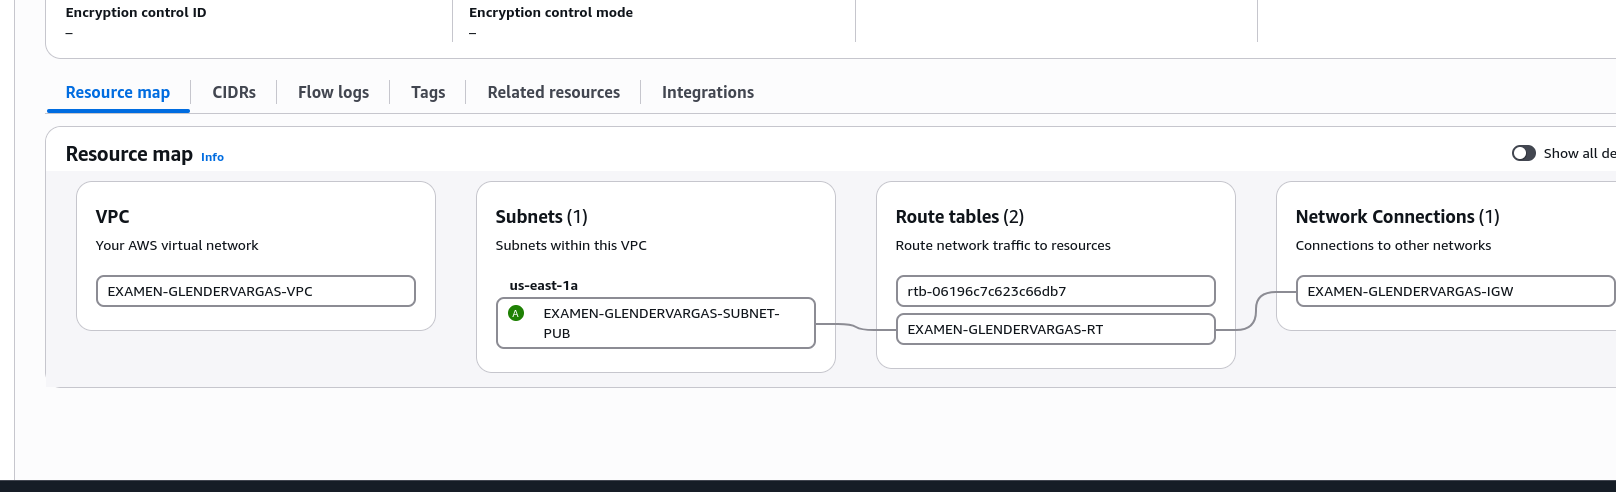 Encryption control ID
–
Encryption control mode
–
Resource map
CIDRs
Flow logs
Tags
Related resources
Integrations
Resource map Info
Show all de
VPC
Your AWS virtual network
EXAMEN-GLENDERVARGAS-VPC
Subnets (1)
Subnets within this VPC
us-east-1a
A
EXAMEN-GLENDERVARGAS-SUBNET-
PUB
Route tables (2)
Route network traffic to resources
rtb-06196c7c623c66db7
EXAMEN-GLENDERVARGAS-RT
Network Connections (1)
Connections to other networks
EXAMEN-GLENDERVARGAS-IGW